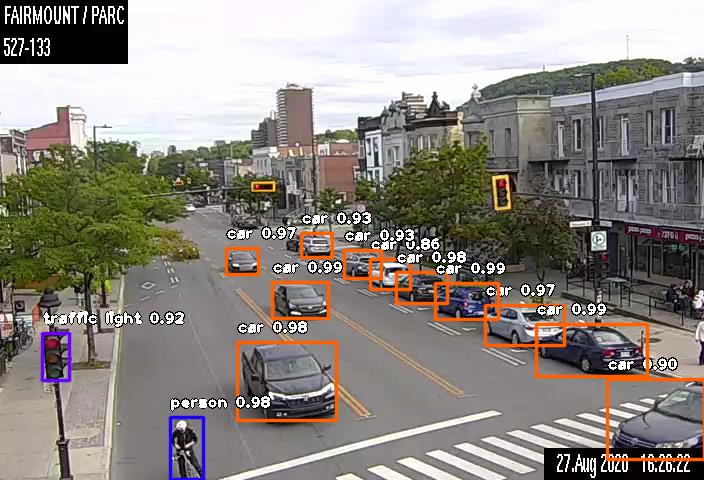 FAIRMOUNT / PARC
527-133
car 0.93
car 0.97
car 0.93
car 0.86
car 0.98
car 0.99
car 0.99
car 0.97
car 0.99
traffic light 0.92
car 0.98
car 0.90
person 0.98
27.Aug 2020 16:26:22